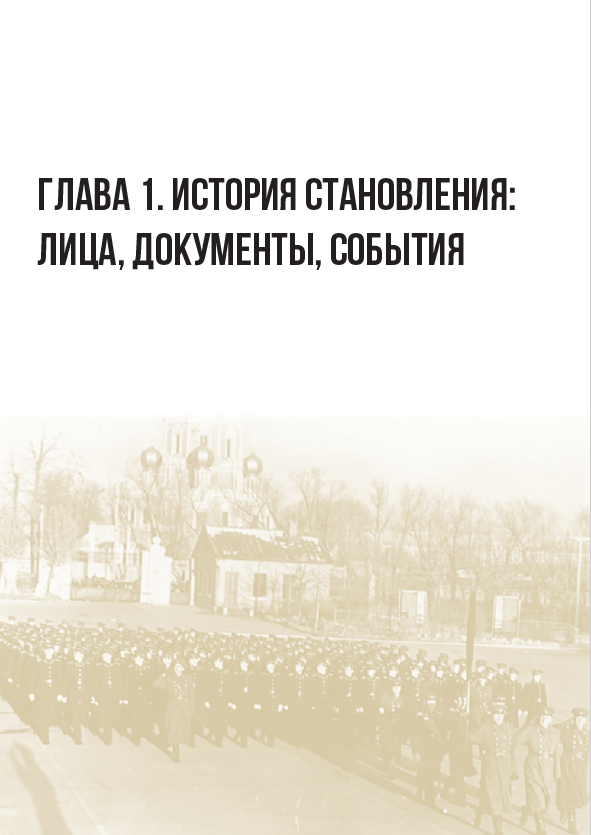 ГЛАВА 1. ИСТОРИЯ СТАНОВЛЕНИЯ:
ЛИЦА, ДОКУМЕНТЫ, СОБЫТИЯ